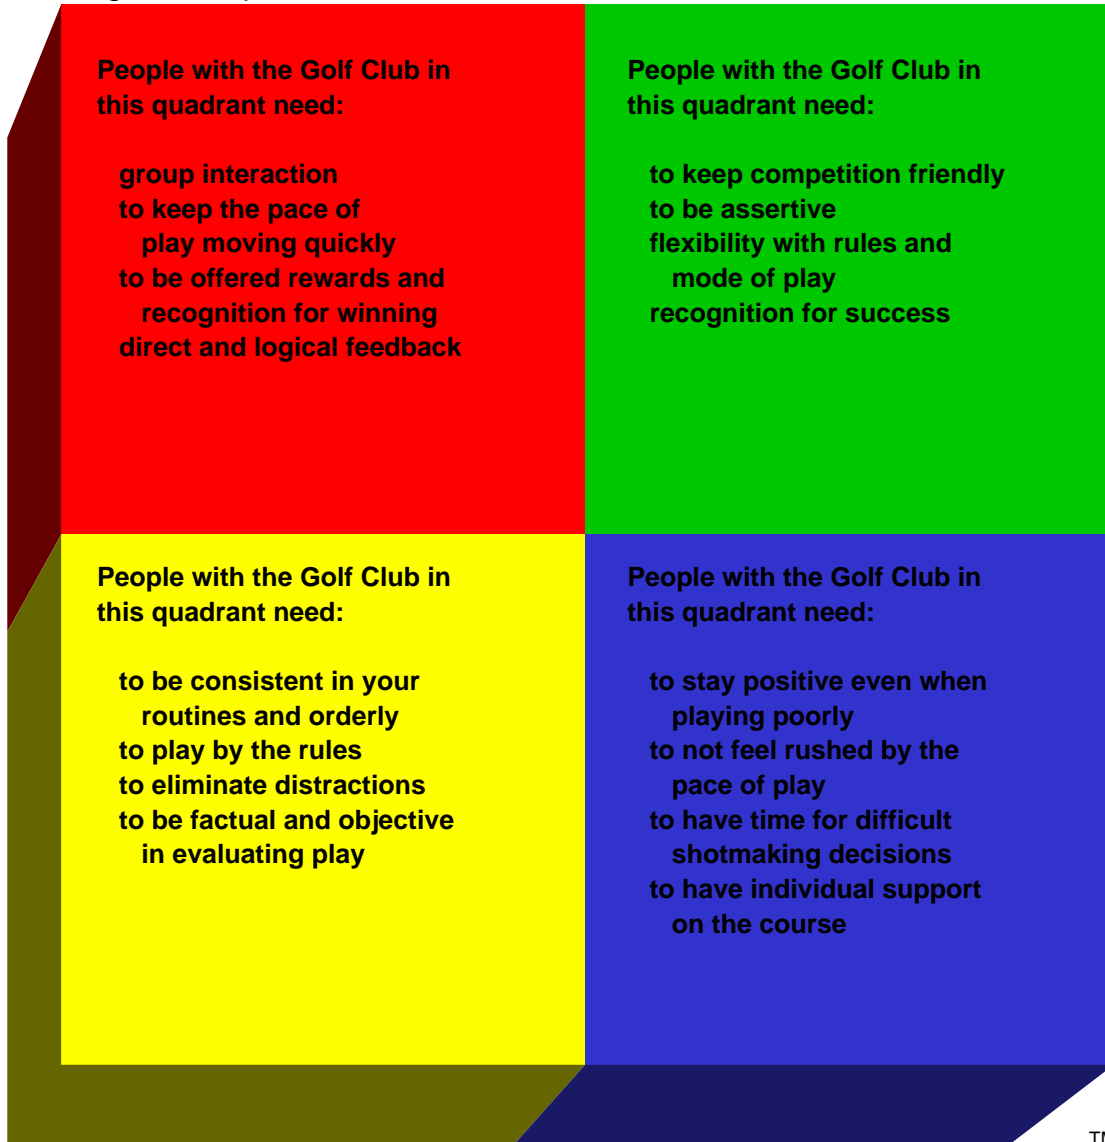 People with the Golf Club in
this quadrant need:
group interaction
to keep the pace of
play moving quickly
to be offered rewards and
recognition for winning
direct and logical feedback
People with the Golf Club in
this quadrant need:
to keep competition friendly
to be assertive
flexibility with rules and
mode of play
recognition for success
People with the Golf Club in
this quadrant need:
to be consistent in your
routines and orderly
to play by the rules
to eliminate distractions
to be factual and objective
in evaluating play
People with the Golf Club in
this quadrant need:
to stay positive even when
playing poorly
to not feel rushed by the
pace of play
to have time for difficult
shotmaking decisions
to have individual support
on the course